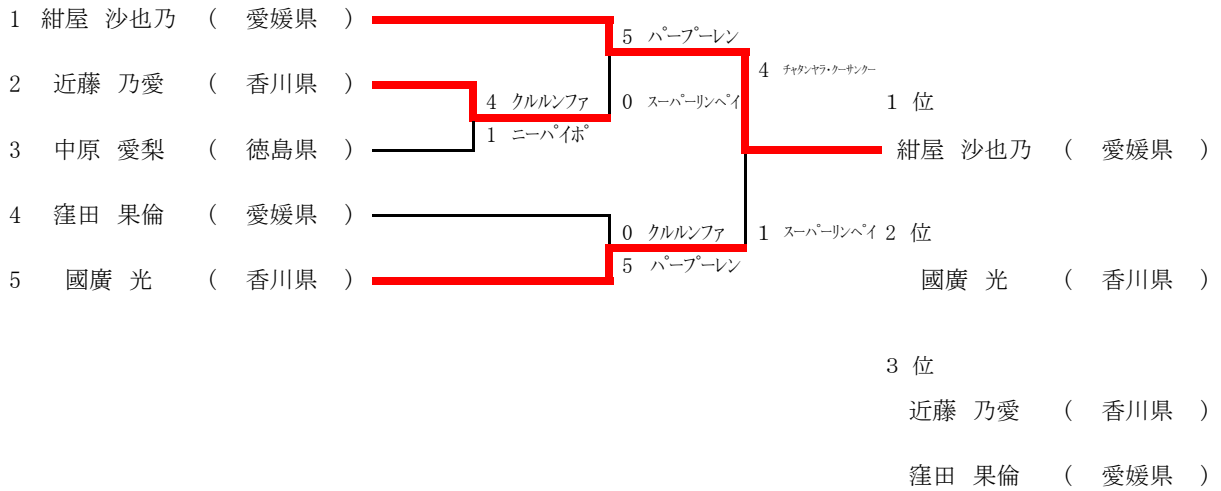 1 紺屋 沙也乃 ( 愛媛県 )
5 パープーレン
2 近藤 乃愛 ( 香川県 )
4 チャタンヤラ・クーサンクー
4 クルルンファ
0 スーパーリンペイ
1 位
1 ニーパイポ
3 中原 愛梨 ( 徳島県 )
紺屋 沙也乃 ( 愛媛県 )
4 窪田 果倫 ( 愛媛県 )
0 クルルンファ
1 スーパーリンペイ
2 位
5 パープーレン
5 國廣 光 ( 香川県 )
國廣 光 ( 香川県 )
3 位
近藤 乃愛 ( 香川県 )
窪田 果倫 ( 愛媛県 )